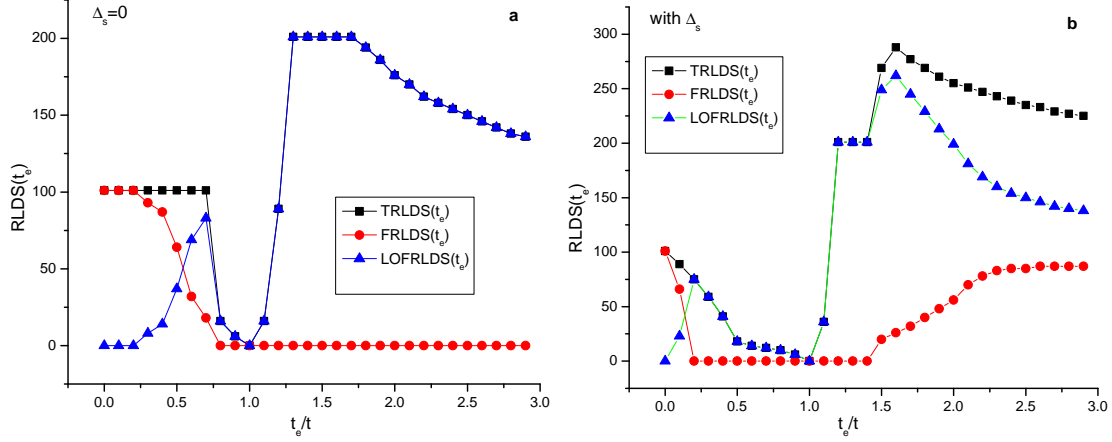 Δs=0
a
RLDS(te)
200
150
100
50
0
TRLDS(te)
FRLDS(te)
LOFRLDS(te)
0.0 0.5 1.0 1.5 2.0 2.5 3.0
te/t
with Δs
b
RLDS(te)
300
250
200
150
100
50
0
TRLDS(te)
FRLDS(te)
LOFRLDS(te)
0.0 0.5 1.0 1.5 2.0 2.5 3.0
te/t